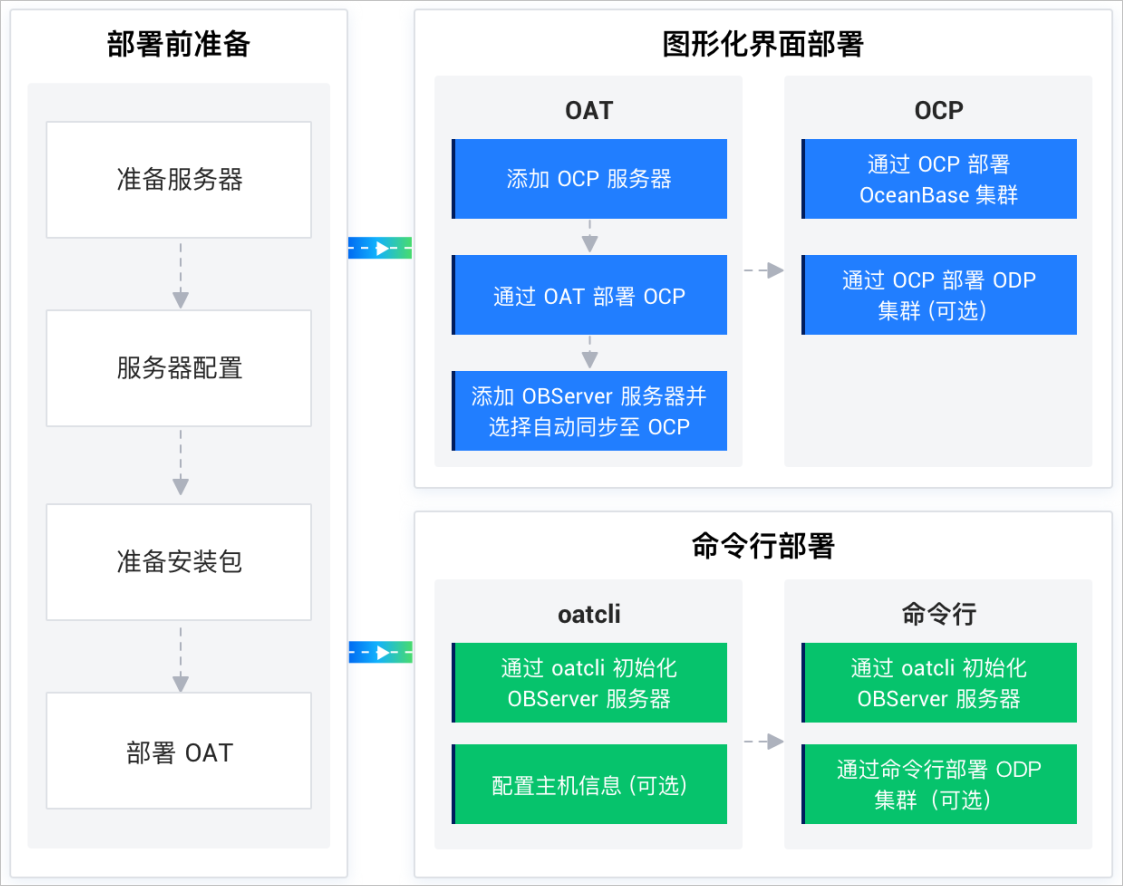 部署前准备
准备服务器
服务器配置
准备安装包
部署 OAT
图形化界面部署
OAT
添加 OCP 服务器
通过 OAT 部署 OCP
添加 OBServer 服务器并
选择自动同步至 OCP
OCP
通过 OCP 部署
OceanBase 集群
通过 OCP 部署 ODP
集群 (可选)
命令行部署
oatcli
通过 oatcli 初始化
OBServer 服务器
配置主机信息 (可选)
命令行
通过 oatcli 初始化
OBServer 服务器
通过命令行部署 ODP
集群（可选）